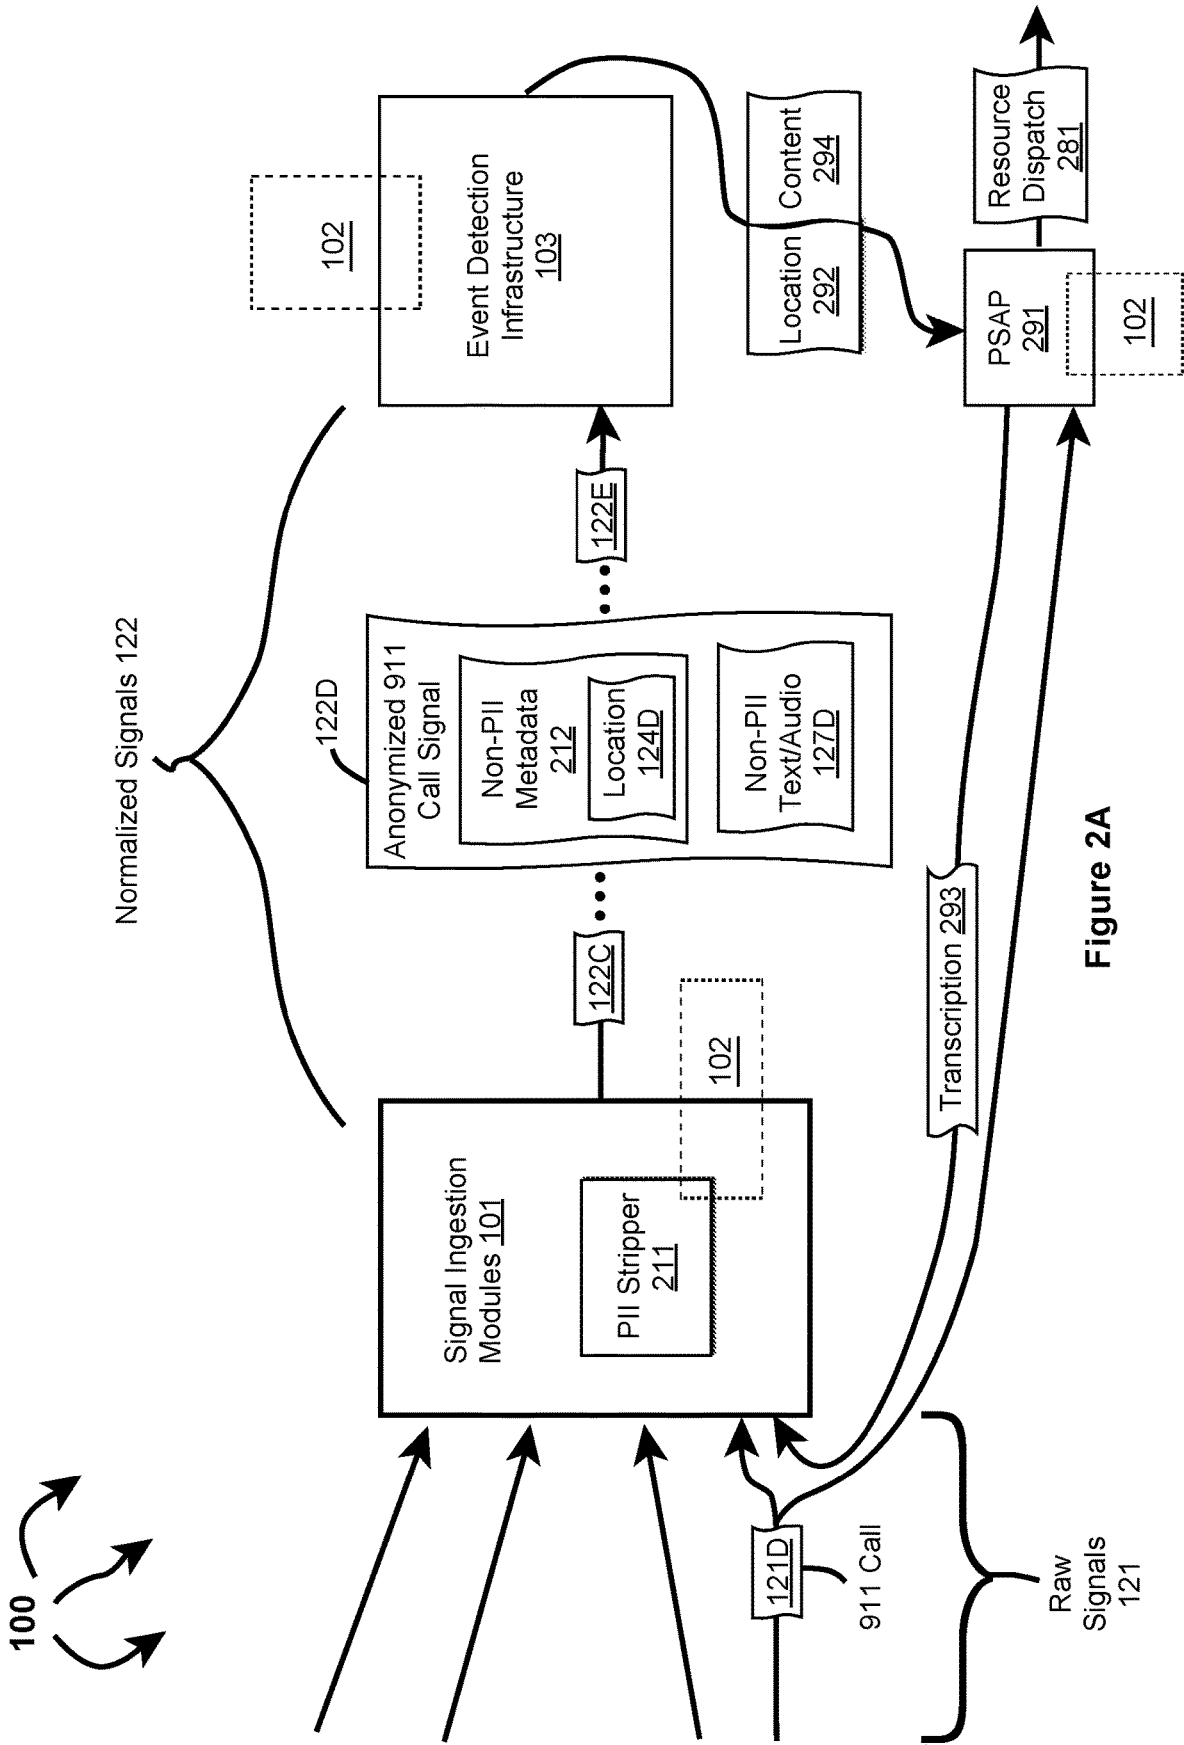 100
Normalized Signals 122
122D
102
Signal Ingestion
Modules 101
PII Stripper
211
102
122C
Anonymized 911
Call Signal
Non-PII
Metadata
212
Location
124D
Non-PII
Text/Audio
127D
122E
Event Detection
Infrastructure
103
Location
292
Content
294
121D
911 Call
Raw
Signals
121
Transcription 293
PSAP
291
102
Resource
Dispatch
281
Figure 2A